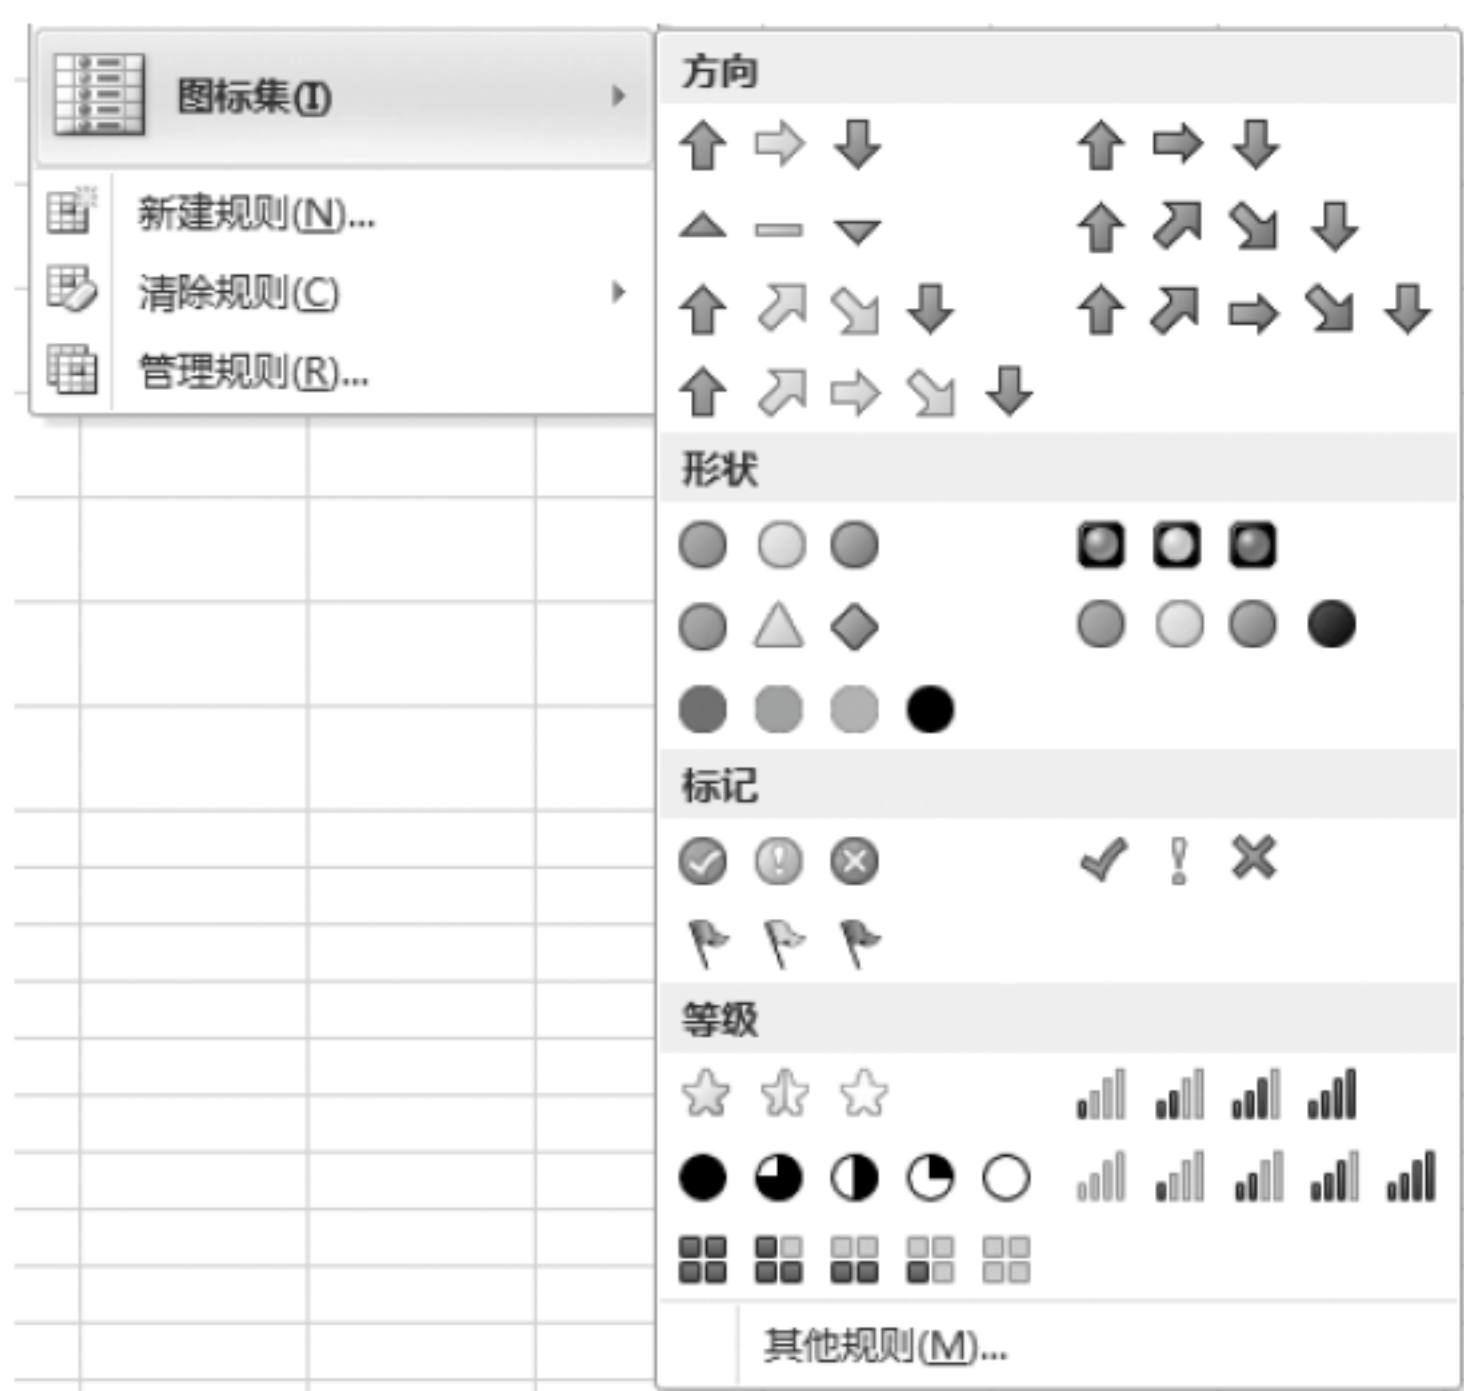 图标集(I)
新建规则(N)...
清除规则(C)
管理规则(R)...
方向
形状
标记
等级
其他规则(M)...